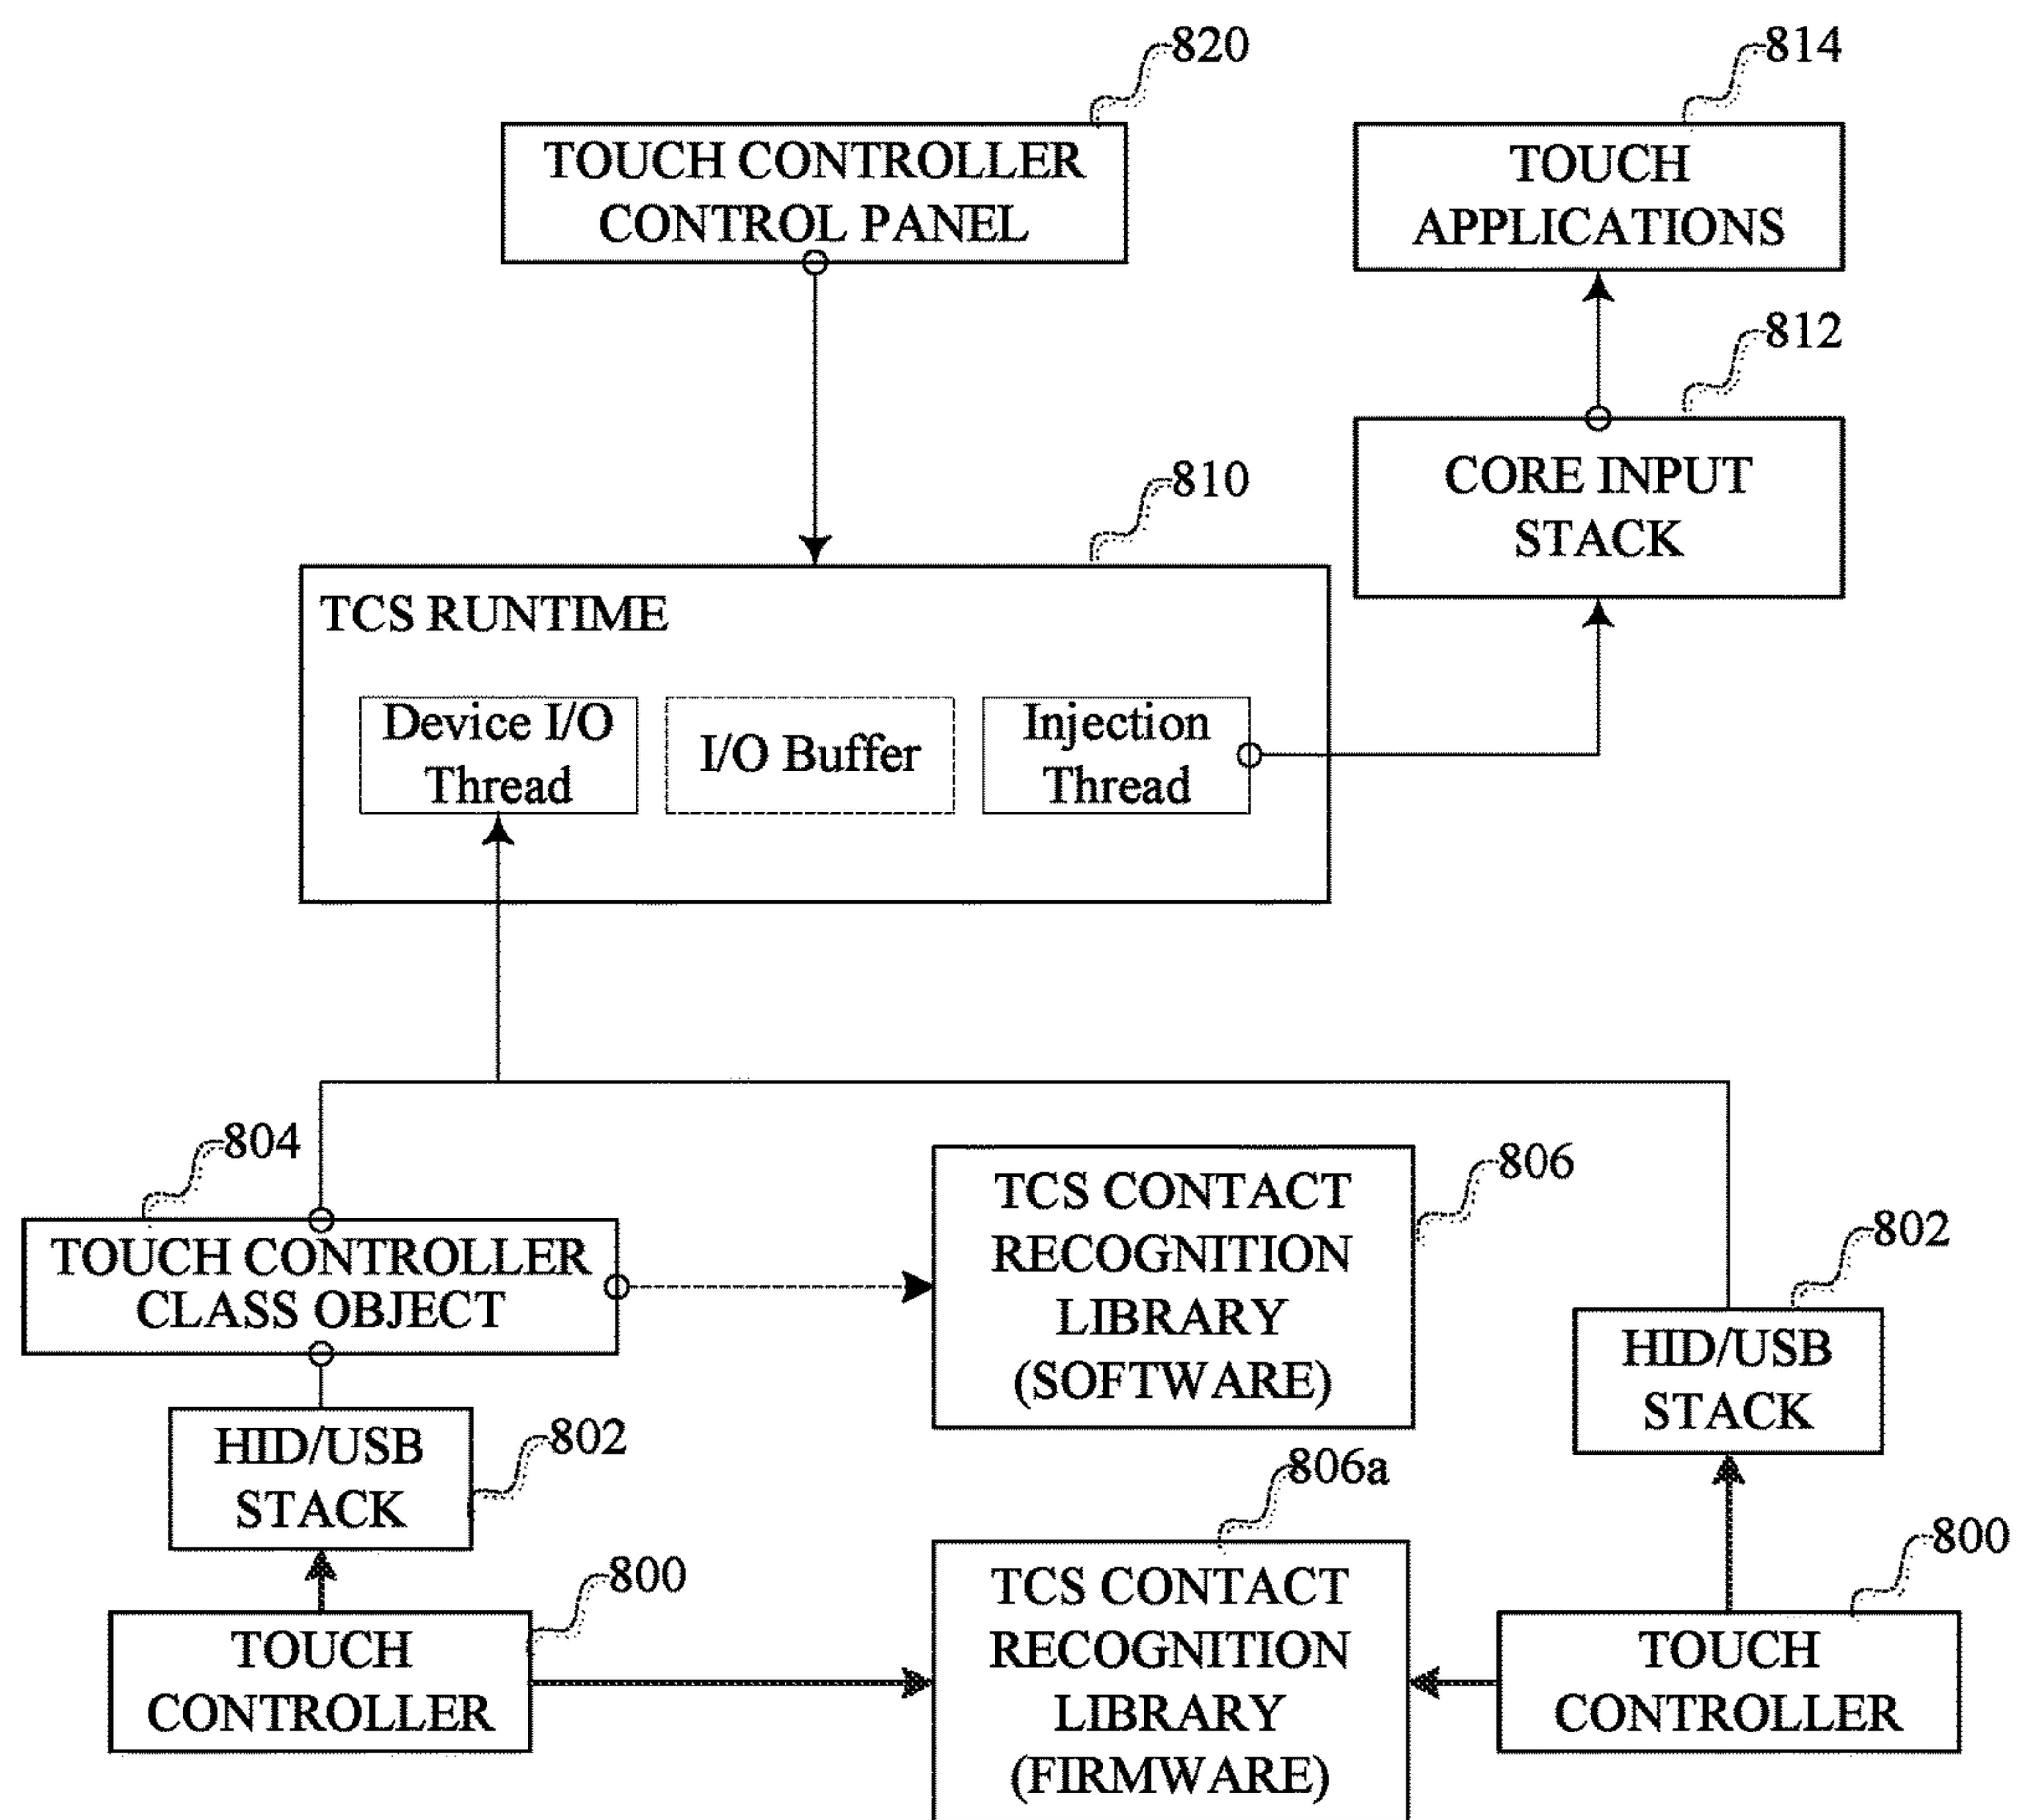 820
814
TOUCH CONTROLLER
CONTROL PANEL
TOUCH
APPLICATIONS
812
810
CORE INPUT
STACK
TCS RUNTIME
Device I/O
Thread
I/O Buffer
Injection
Thread
804
806
802
TOUCH CONTROLLER
CLASS OBJECT
TCS CONTACT
RECOGNITION
LIBRARY
(SOFTWARE)
HID/USB
STACK
HID/USB
STACK
802
806a
800
800
TOUCH
CONTROLLER
TCS CONTACT
RECOGNITION
LIBRARY
(FIRMWARE)
TOUCH
CONTROLLER